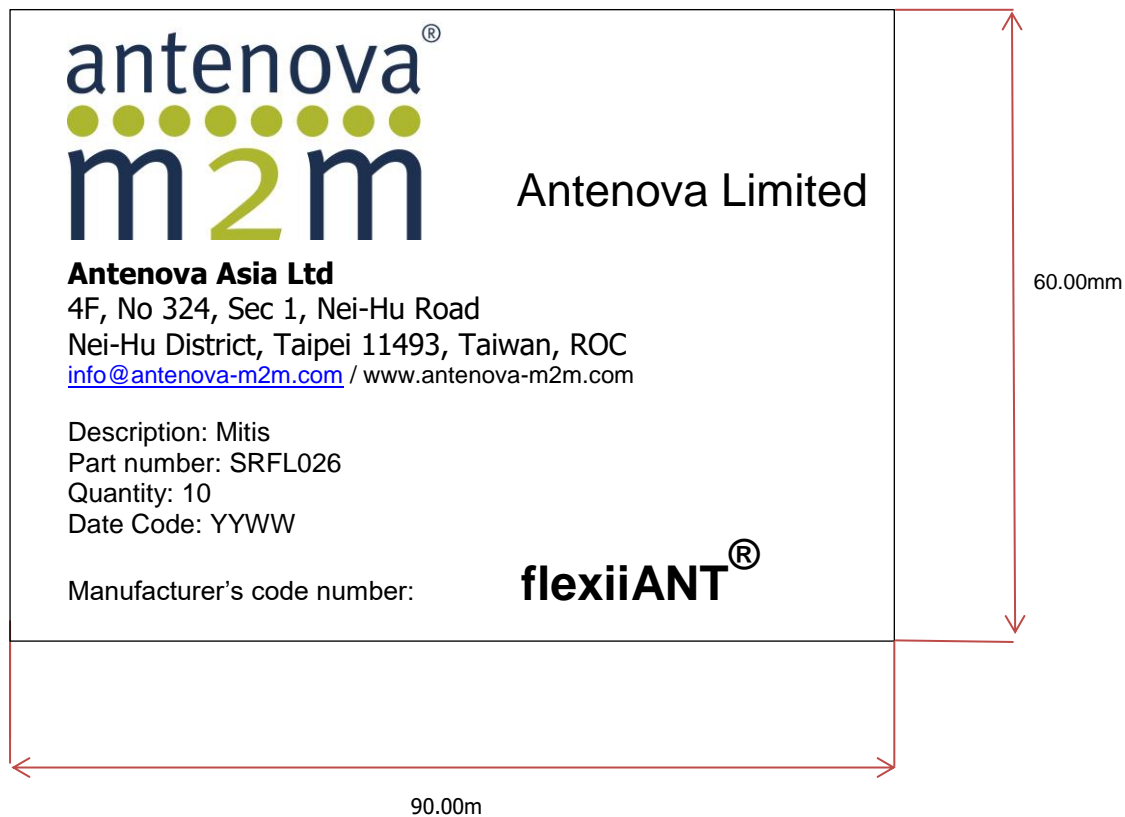 antenova®
m2m
Antenova Limited
Antenova Asia Ltd
4F, No 324, Sec 1, Nei-Hu Road
Nei-Hu District, Taipei 11493, Taiwan, ROC
info@antenova-m2m.com / www.antenova-m2m.com
Description: Mitis
Part number: SRFL026
Quantity: 10
Date Code: YYWW
Manufacturer’s code number: flexiiANT®
60.00mm
90.00m